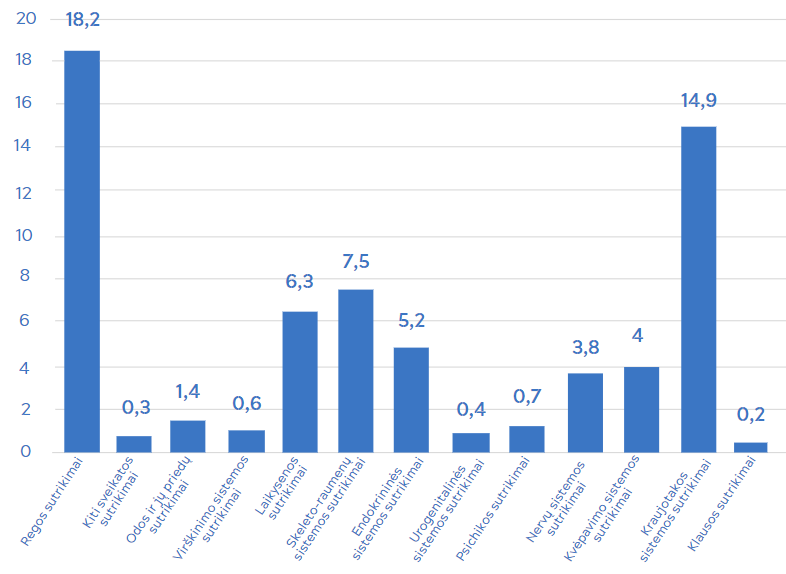 20
18
16
14
12
10
8
6
4
2
0
18,2
0,3
1,4
0,6
6,3
7,5
5,2
0,4
0,7
3,8
4
14,9
0,2
Regos sutrikimai
Kiti sveikatos
sutrikimai
Odos ir jų priedų
sutrikimai
Virškinimo sistemos
sutrikimai
Laikysenos
sutrikimai
Skeleto-raumenų
sistemos sutrikimai
Endokrininės
sistemos sutrikimai
Urogenitalinės
sistemos sutrikimai
Psichikos sutrikimai
Nervų sistemos
sutrikimai
Kvėpavimo sistemos
sutrikimai
Kraujotakos
sistemos sutrikimai
Klausos sutrikimai